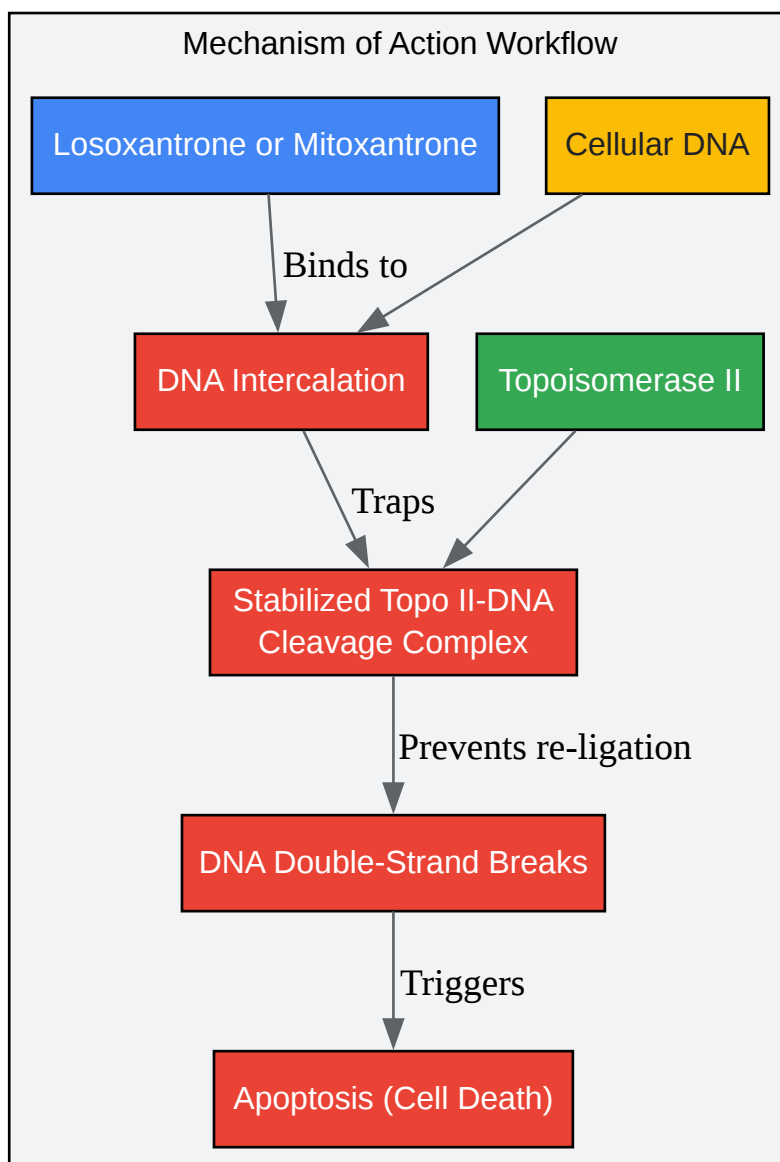 Mechanism of Action Workflow
Losoxantrone or Mitoxantrone
Cellular DNA
Binds to
DNA Intercalation
Topoisomerase II
Traps
Stabilized Topo II-DNA
Cleavage Complex
Prevents re-ligation
DNA Double-Strand Breaks
Triggers
Apoptosis (Cell Death)